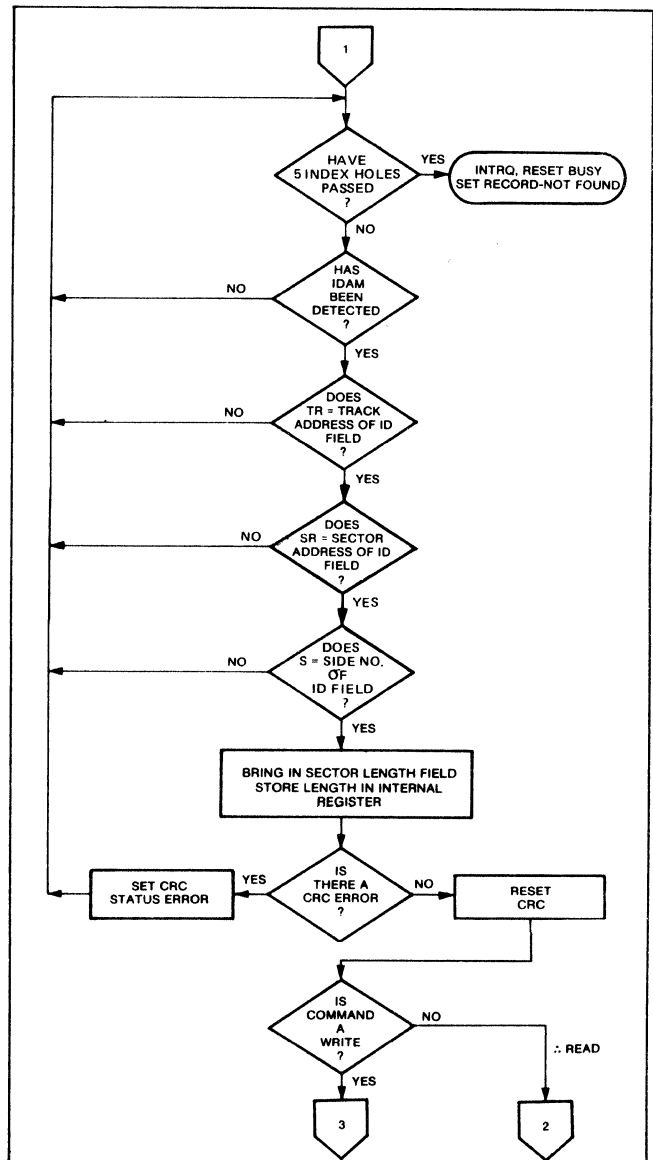 1
HAVE
5 INDEX HOLES
PASSED
?
YES
INTRQ, RESET BUSY
SET RECORD-NOT FOUND
NO
HAS
IDAM
BEEN
DETECTED
?
NO
YES
DOES
TR = TRACK
ADDRESS OF ID
FIELD
?
NO
YES
DOES
SR = SECTOR
ADDRESS OF ID
FIELD
?
NO
YES
DOES
S = SIDE NO.
OF
ID FIELD
?
NO
YES
BRING IN SECTOR LENGTH FIELD
STORE LENGTH IN INTERNAL
REGISTER
IS
THERE A
CRC ERROR
?
YES
SET CRC
STATUS ERROR
NO
RESET
CRC
IS
COMMAND
A
WRITE
?
NO
∴ READ
YES
3
2